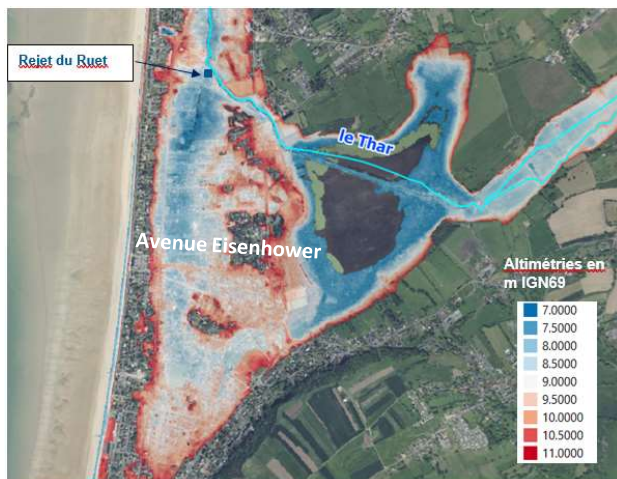 Rejet du Ruet
le Thar
Avenue Eisenhower
Altimétries en
m IGN69
7.0000
7.5000
8.0000
8.5000
9.0000
9.5000
10.0000
10.5000
11.0000